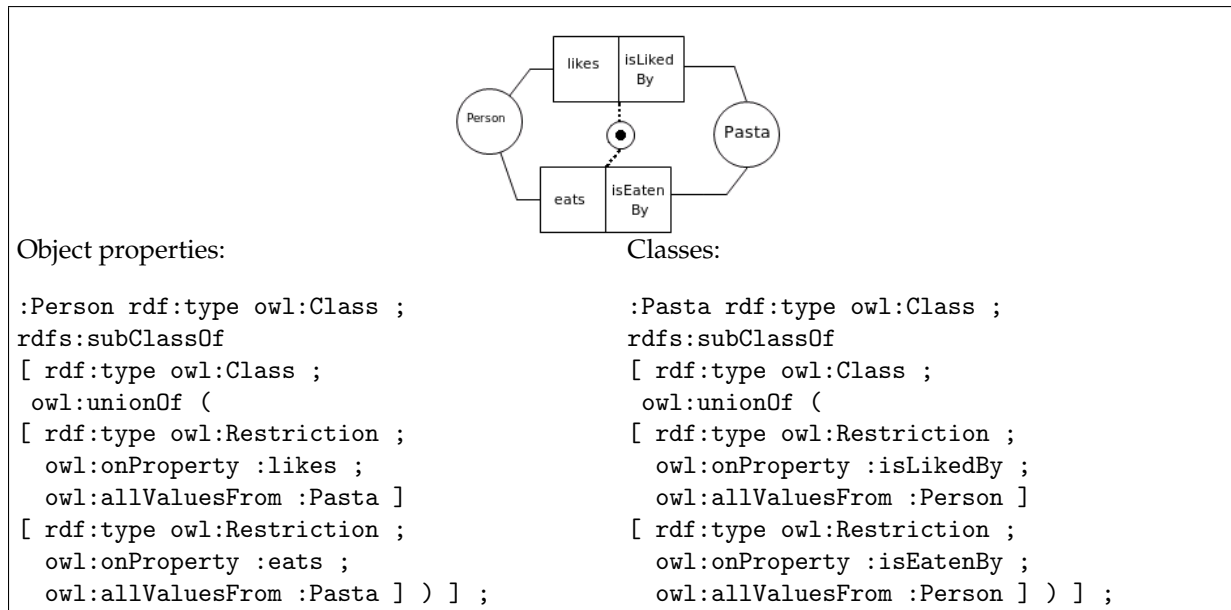 likes
isLiked
By
Person
Pasta
eats
isEaten
By
Object properties:
:Person rdf:type owl:Class ;
rdfs:subClassOf
[ rdf:type owl:Class ;
owl:unionOf (
[ rdf:type owl:Restriction ;
owl:onProperty :likes ;
owl:allValuesFrom :Pasta ]
[ rdf:type owl:Restriction ;
owl:onProperty :eats ;
owl:allValuesFrom :Pasta ] ) ] ;
Classes:
:Pasta rdf:type owl:Class ;
rdfs:subClassOf
[ rdf:type owl:Class ;
owl:unionOf (
[ rdf:type owl:Restriction ;
owl:onProperty :isLikedBy ;
owl:allValuesFrom :Person ]
[ rdf:type owl:Restriction ;
owl:onProperty :isEatenBy ;
owl:allValuesFrom :Person ] ) ] ;